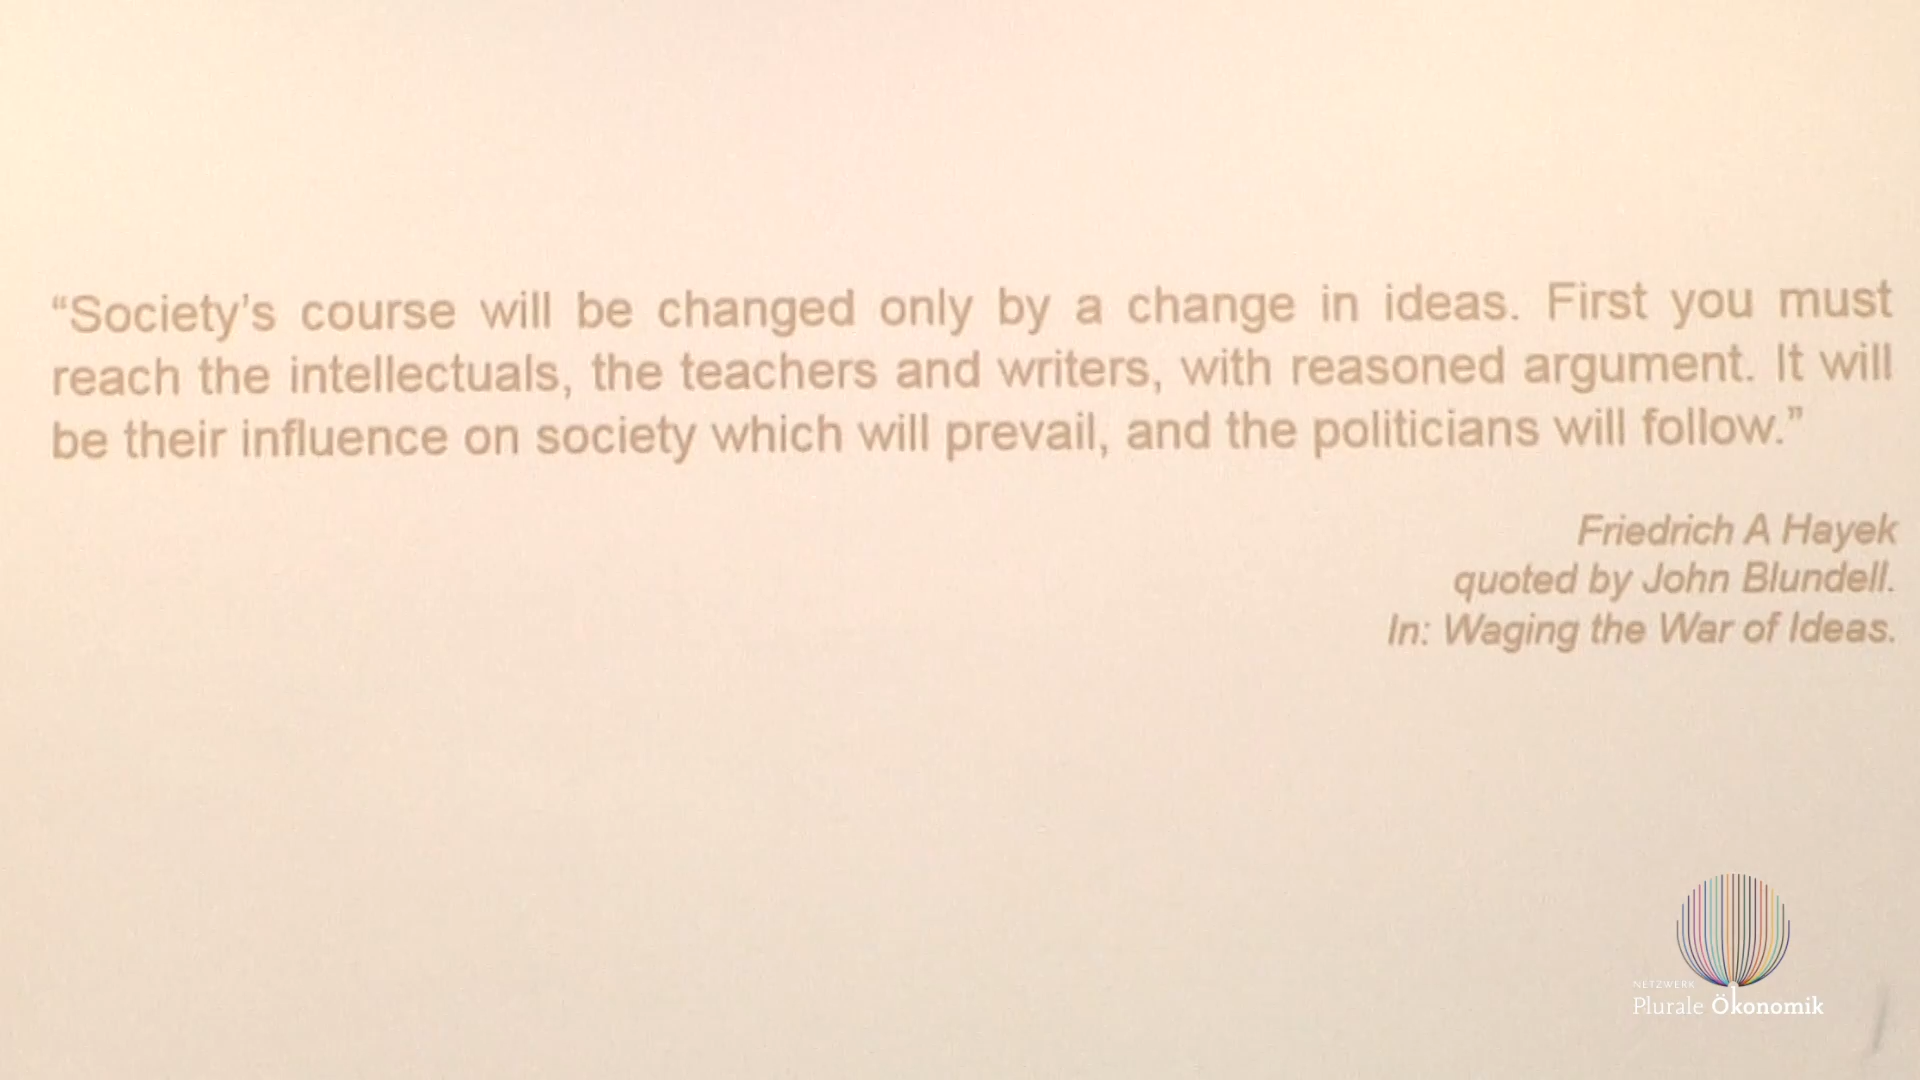 “Society’s course will be changed only by a change in ideas. First you must
reach the intellectuals, the teachers and writers, with reasoned argument. It will
be their influence on society which will prevail, and the politicians will follow.”
Friedrich A Hayek
quoted by John Blundell.
In: Waging the War of Ideas.
NETZWERK
Plurale Ökonomik